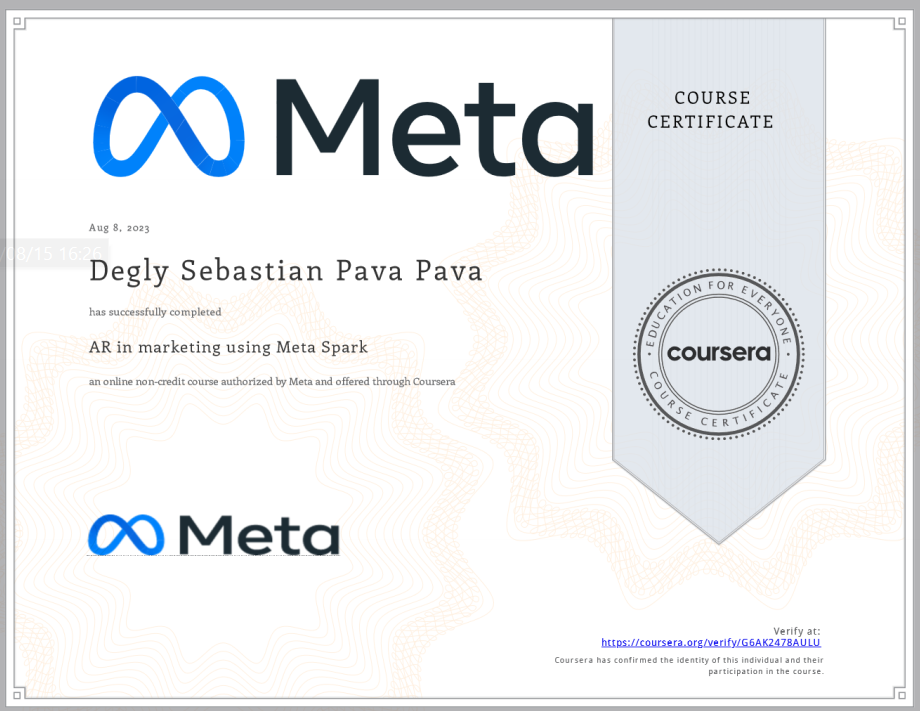 Meta
COURSE
CERTIFICATE
Aug 8, 2023
/08/15 16:26
Degly Sebastian Pava Pava
has successfully completed
AR in marketing using Meta Spark
an online non-credit course authorized by Meta and offered through Coursera
EDUCATION FOR EVERYONE
coursera
COURSE CERTIFICATE
Meta
Verify at:
https://coursera.org/verify/G6AK2478AULU
Coursera has confirmed the identity of this individual and their
participation in the course.